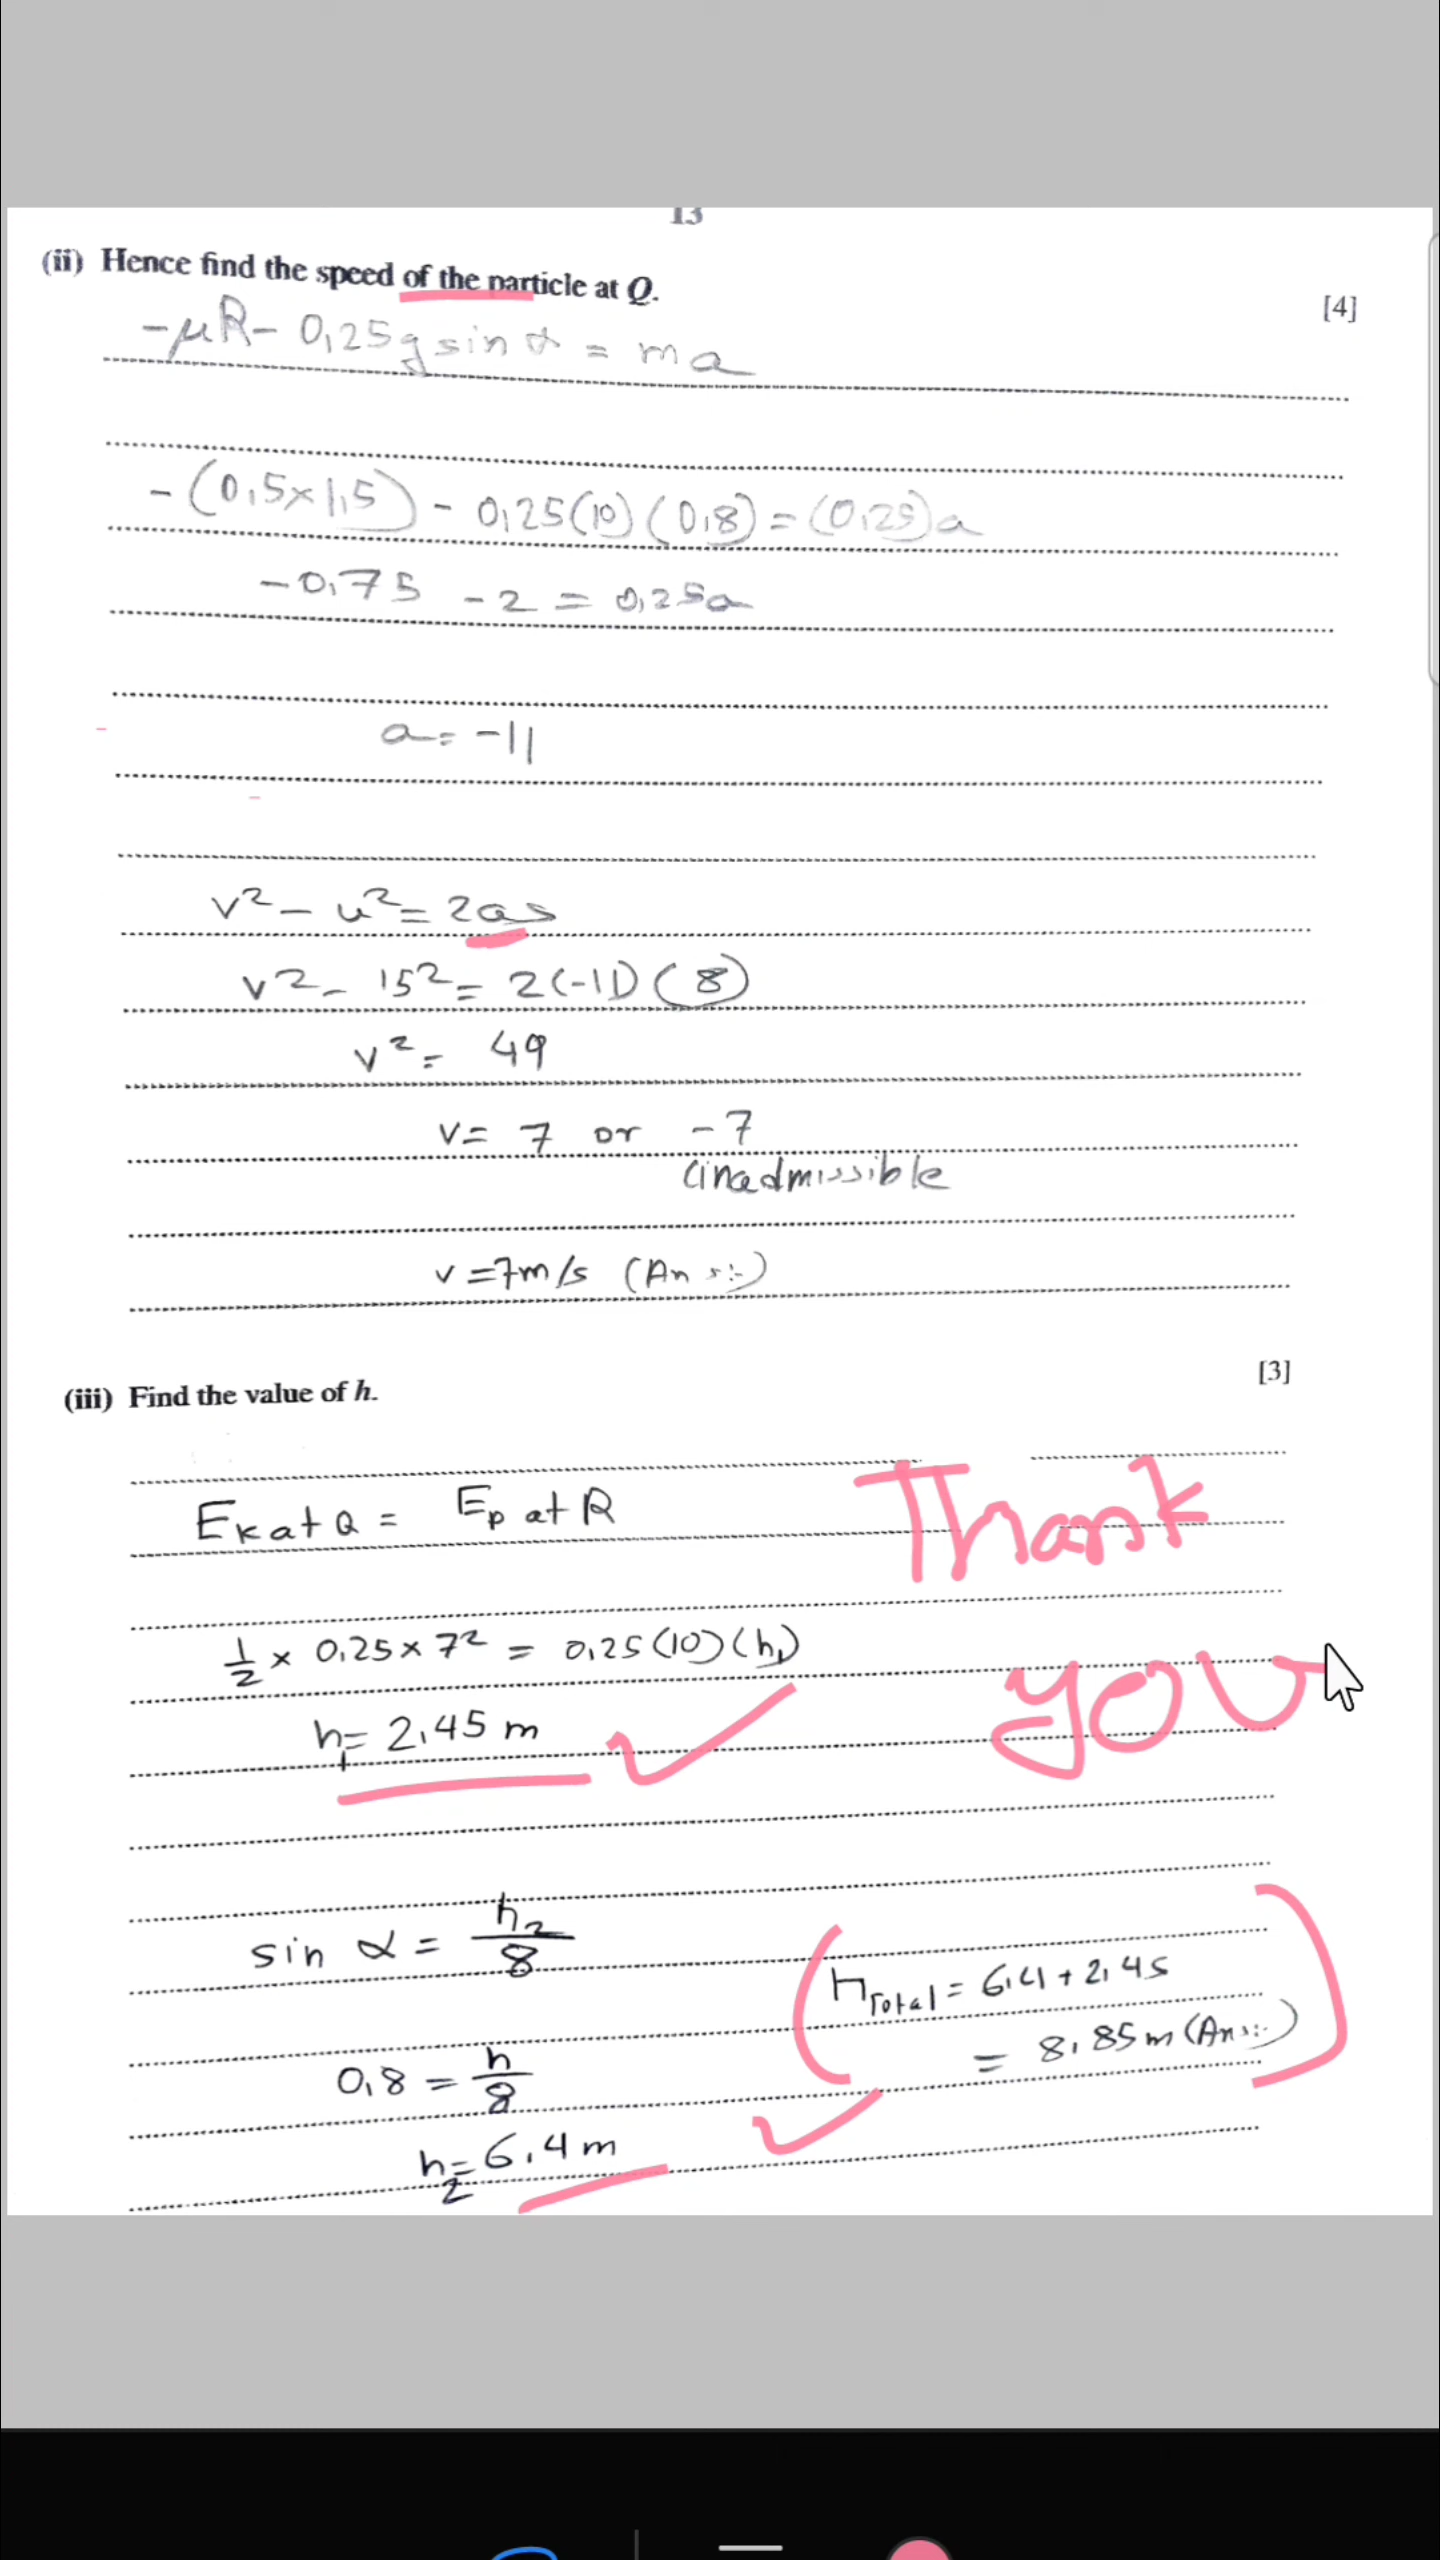 13
(ii) Hence find the speed of the particle at Q.
[4]
-μR - 0,25g sin α = ma
-(0,5×1,5) - 0,25(10)(0,8) = (0,25)a
-0,75 - 2 = 0,25a
a = -11
v² - u² = 2as
v² - 15² = 2(-11)(8)
v² = 49
v = 7 or -7
(inadmissible
v = 7m/s (Ans:-)
(iii) Find the value of h.
[3]
Ek at Q = Ep at R
Thank
you
½ × 0,25 × 7² = 0,25(10)(h₁)
h₁ = 2,45 m
sin α = h₂/8
hTotal = 6,4 + 2,45
= 8,85m (Ans:-)
0,8 = h/8
h₂ = 6,4 m